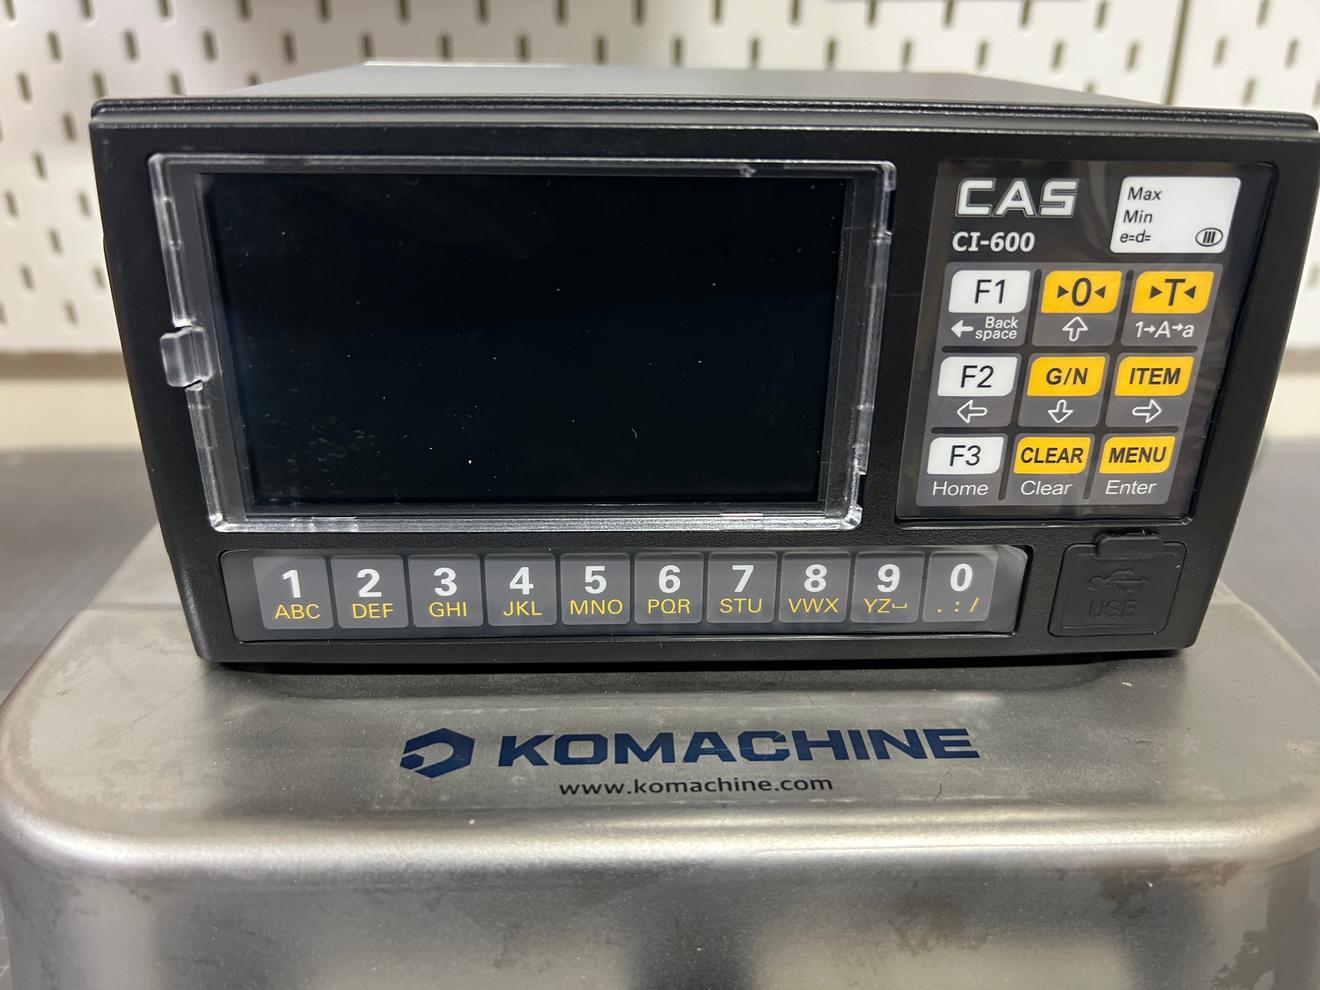 CAS
CI-600
Max
Min
e=d=
III
F1
▸0◂
▸T◂
← Back space
⇧
1→A→a
F2
G/N
ITEM
⇦
⇩
⇨
F3
CLEAR
MENU
Home
Clear
Enter
1 2 3 4 5 6 7 8 9 0
ABC DEF GHI JKL MNO PQR STU VWX YZ⎵ . : /
USB
KOMACHINE
www.komachine.com